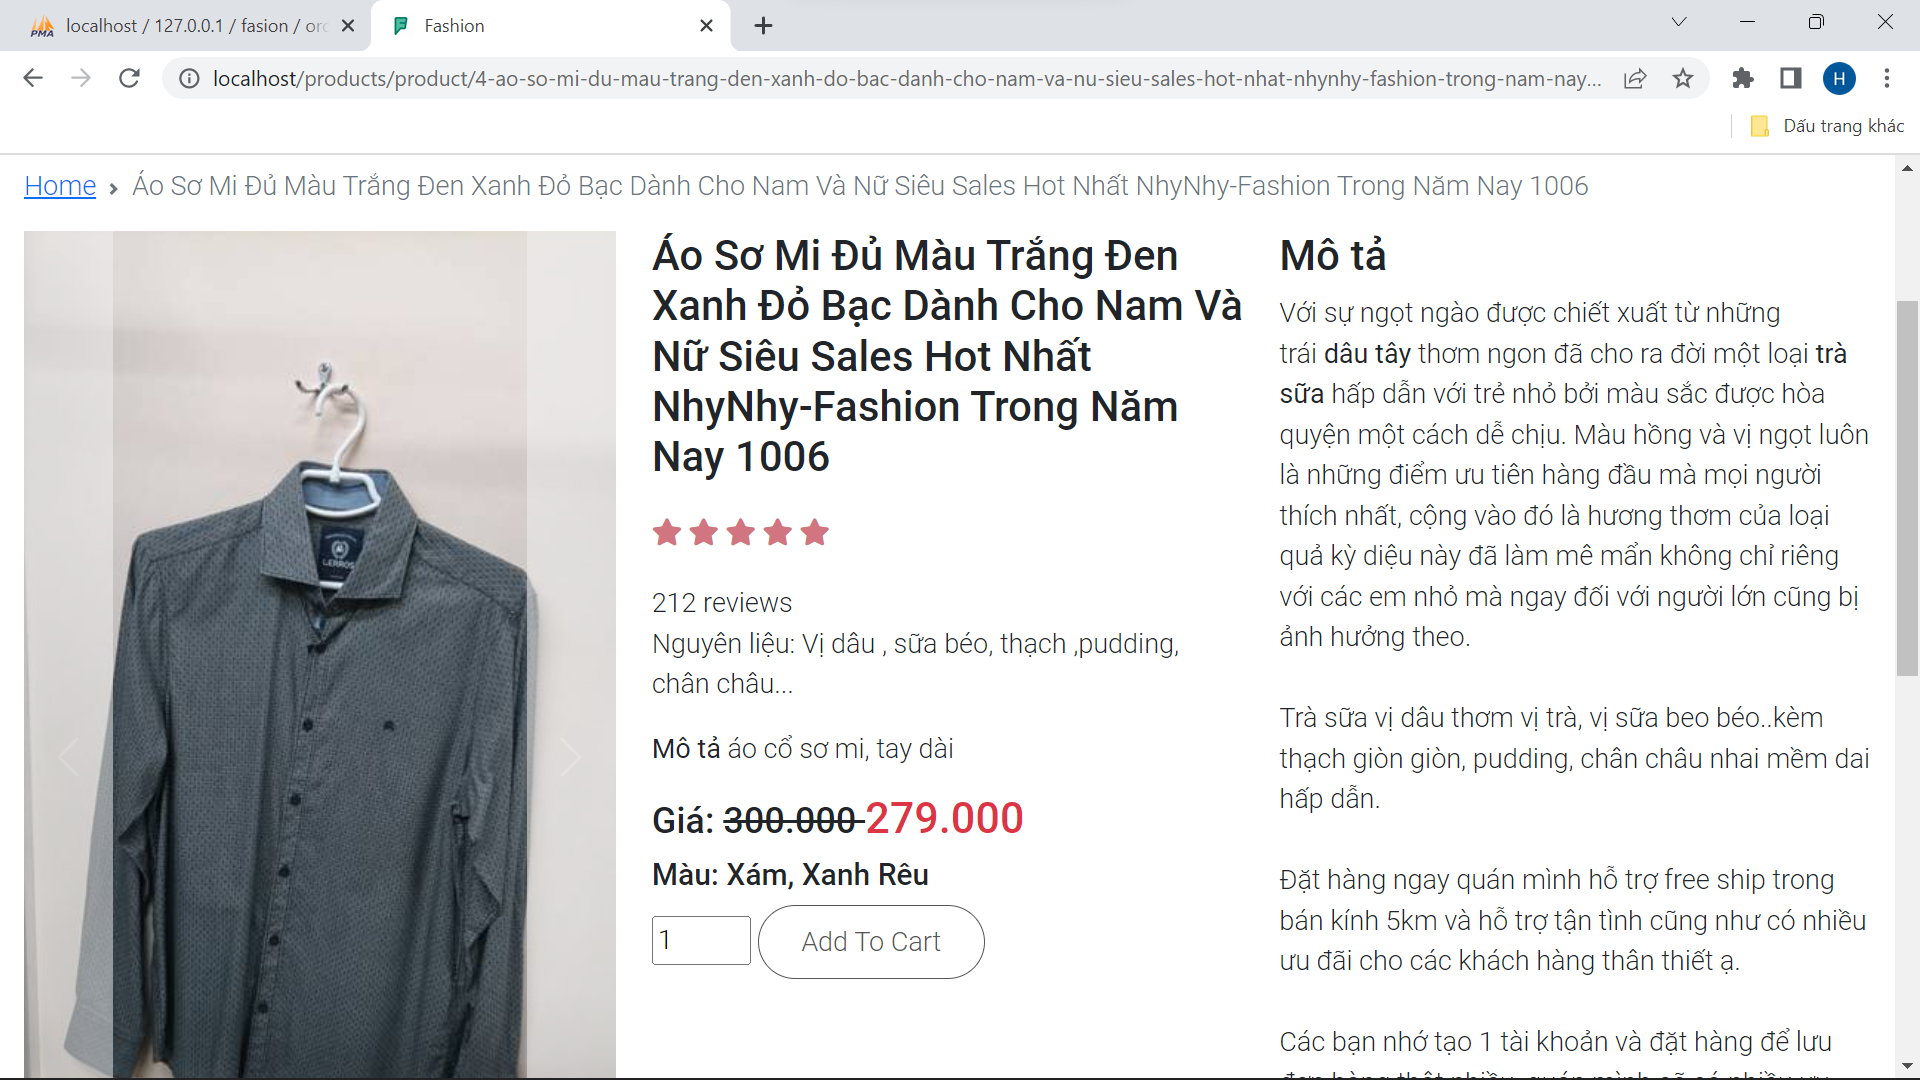 localhost / 127.0.0.1 / fasion / ord
Fashion
localhost/products/product/4-ao-so-mi-du-mau-trang-den-xanh-do-bac-danh-cho-nam-va-nu-sieu-sales-hot-nhat-nhynhy-fashion-trong-nam-nay...
H
Dấu trang khác
Home › Áo Sơ Mi Đủ Màu Trắng Đen Xanh Đỏ Bạc Dành Cho Nam Và Nữ Siêu Sales Hot Nhất NhyNhy-Fashion Trong Năm Nay 1006
LERROS
Áo Sơ Mi Đủ Màu Trắng Đen
Xanh Đỏ Bạc Dành Cho Nam Và
Nữ Siêu Sales Hot Nhất
NhyNhy-Fashion Trong Năm
Nay 1006
212 reviews
Nguyên liệu: Vị dâu , sữa béo, thạch ,pudding,
chân châu...
Mô tả áo cổ sơ mi, tay dài
Giá: 300.000 279.000
Màu: Xám, Xanh Rêu
1
Add To Cart
Mô tả
Với sự ngọt ngào được chiết xuất từ những
trái dâu tây thơm ngon đã cho ra đời một loại trà
sữa hấp dẫn với trẻ nhỏ bởi màu sắc được hòa
quyện một cách dễ chịu. Màu hồng và vị ngọt luôn
là những điểm ưu tiên hàng đầu mà mọi người
thích nhất, cộng vào đó là hương thơm của loại
quả kỳ diệu này đã làm mê mẩn không chỉ riêng
với các em nhỏ mà ngay đối với người lớn cũng bị
ảnh hưởng theo.
Trà sữa vị dâu thơm vị trà, vị sữa beo béo..kèm
thạch giòn giòn, pudding, chân châu nhai mềm dai
hấp dẫn.
Đặt hàng ngay quán mình hỗ trợ free ship trong
bán kính 5km và hỗ trợ tận tình cũng như có nhiều
ưu đãi cho các khách hàng thân thiết ạ.
Các bạn nhớ tạo 1 tài khoản và đặt hàng để lưu